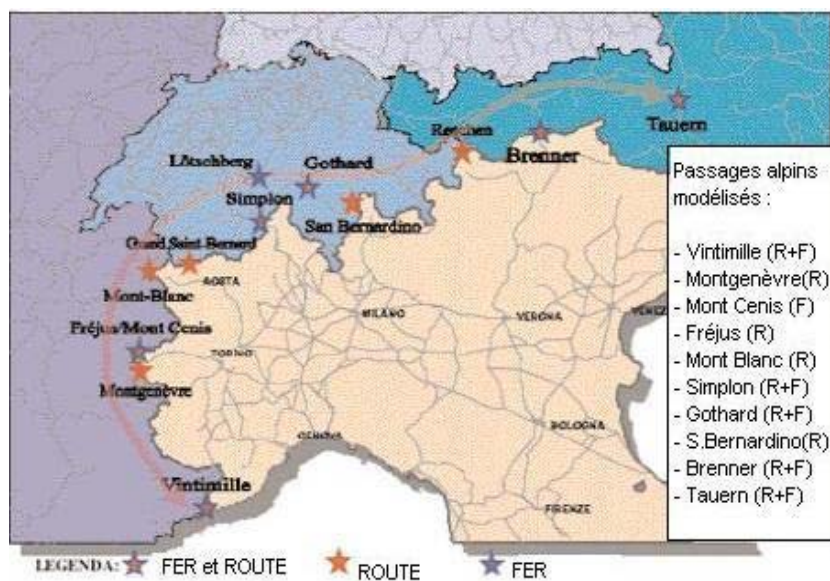 Reschen
Brenner
Tauern
Lötschberg
Gothard
Simplon
San Bernardino
Grand Saint-Bernard
Mont-Blanc
AOSTA
Fréjus/Mont Cenis
TORINO
Montgenèvre
MILANO
VERONA
GENOVA
BOLOGNA
Vintimille
FIRENZE
Passages alpins
modélisés :
- Vintimille (R+F)
- Montgenèvre(R)
- Mont Cenis (F)
- Fréjus (R)
- Mont Blanc (R)
- Simplon (R+F)
- Gothard (R+F)
- S.Bernardino(R)
- Brenner (R+F)
- Tauern (R+F)
LEGENDA: FER et ROUTE ROUTE FER